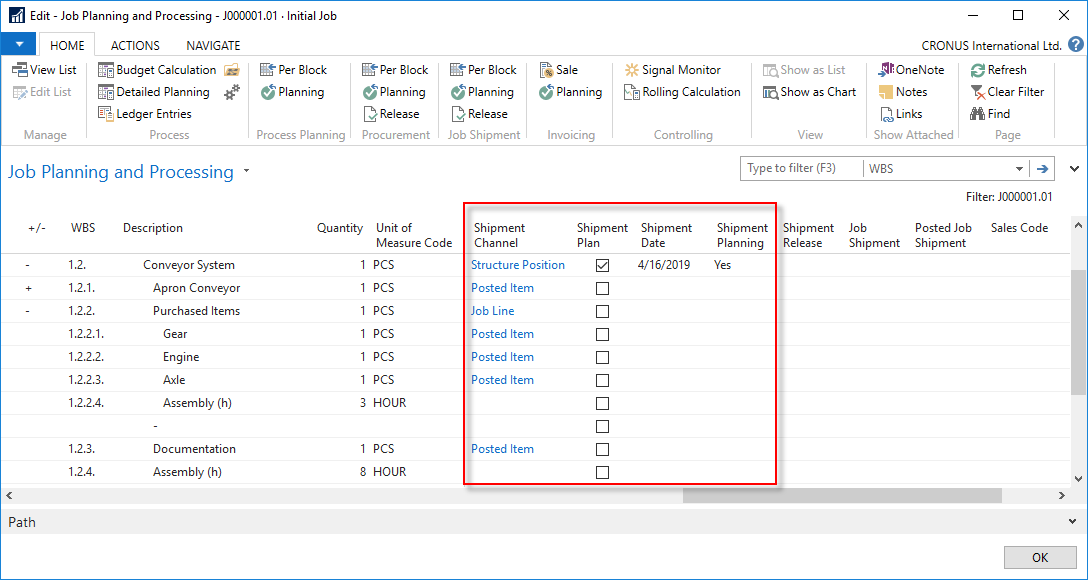 Edit - Job Planning and Processing - J000001.01 · Initial Job
HOME ACTIONS NAVIGATE CRONUS International Ltd. ?
View List Budget Calculation Per Block Per Block Per Block Sale Signal Monitor Show as List OneNote Refresh
Edit List Detailed Planning Planning Planning Planning Planning Rolling Calculation Show as Chart Notes Clear Filter
Ledger Entries Release Release Links Find
Manage Process Process Planning Procurement Job Shipment Invoicing Controlling View Show Attached Page
Job Planning and Processing Type to filter (F3) WBS
Filter: J000001.01
+/- WBS Description Quantity Unit of Shipment Shipment Shipment Shipment Shipment Job Posted Job Sales Code
Measure Code Channel Plan Date Planning Release Shipment Shipment
- 1.2. Conveyor System 1 PCS Structure Position 4/16/2019 Yes
+ 1.2.1. Apron Conveyor 1 PCS Posted Item
- 1.2.2. Purchased Items 1 PCS Job Line
1.2.2.1. Gear 1 PCS Posted Item
1.2.2.2. Engine 1 PCS Posted Item
1.2.2.3. Axle 1 PCS Posted Item
1.2.2.4. Assembly (h) 3 HOUR
-
1.2.3. Documentation 1 PCS Posted Item
1.2.4. Assembly (h) 8 HOUR
Path
OK